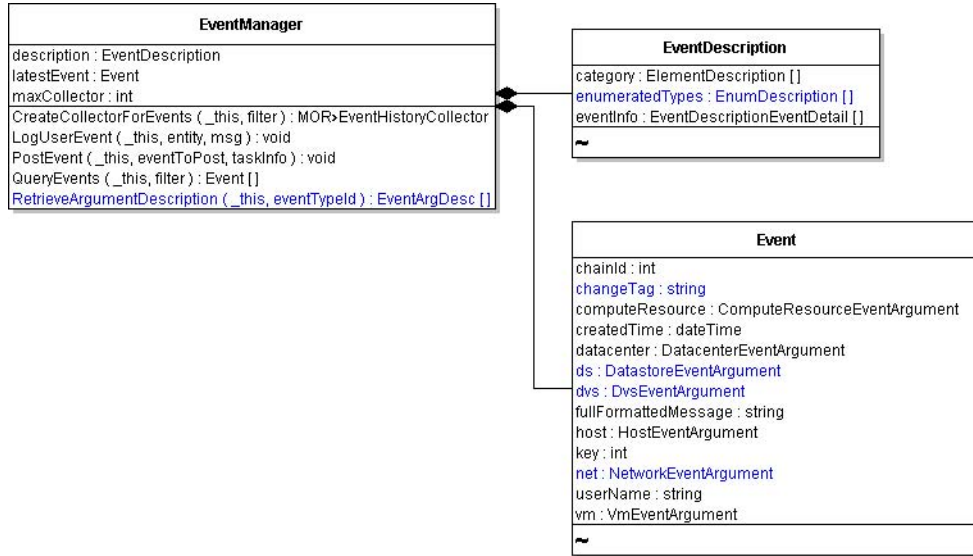 EventManager
description : EventDescription
latestEvent : Event
maxCollector : int
CreateCollectorForEvents ( _this, filter ) : MOR>EventHistoryCollector
LogUserEvent ( _this, entity, msg ) : void
PostEvent ( _this, eventToPost, taskInfo ) : void
QueryEvents ( _this, filter ) : Event [ ]
RetrieveArgumentDescription ( _this, eventTypeId ) : EventArgDesc [ ]
EventDescription
category : ElementDescription [ ]
enumeratedTypes : EnumDescription [ ]
eventInfo : EventDescriptionEventDetail [ ]
~
Event
chainId : int
changeTag : string
computeResource : ComputeResourceEventArgument
createdTime : dateTime
datacenter : DatacenterEventArgument
ds : DatastoreEventArgument
dvs : DvsEventArgument
fullFormattedMessage : string
host : HostEventArgument
key : int
net : NetworkEventArgument
userName : string
vm : VmEventArgument
~